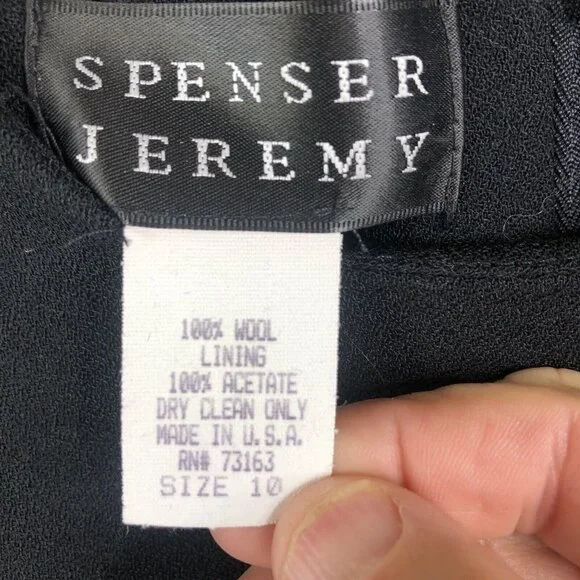 SPENSER
JEREMY
100% WOOL
LINING
100% ACETATE
DRY CLEAN ONLY
MADE IN U.S.A.
RN# 73163
SIZE 10